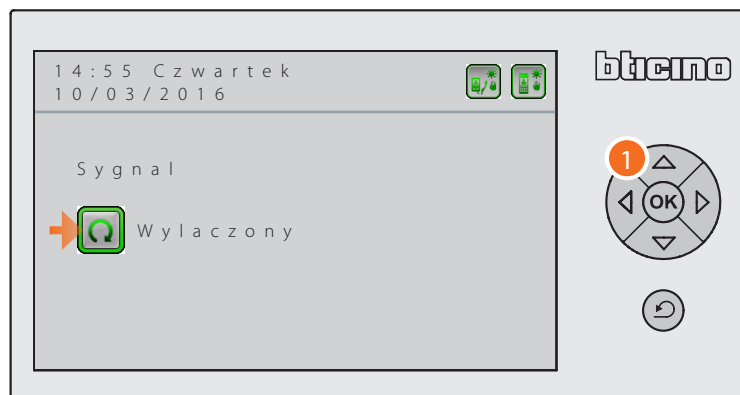 14:55 Czwartek
10/03/2016
bticino
1
Sygnal
OK
Wylaczony